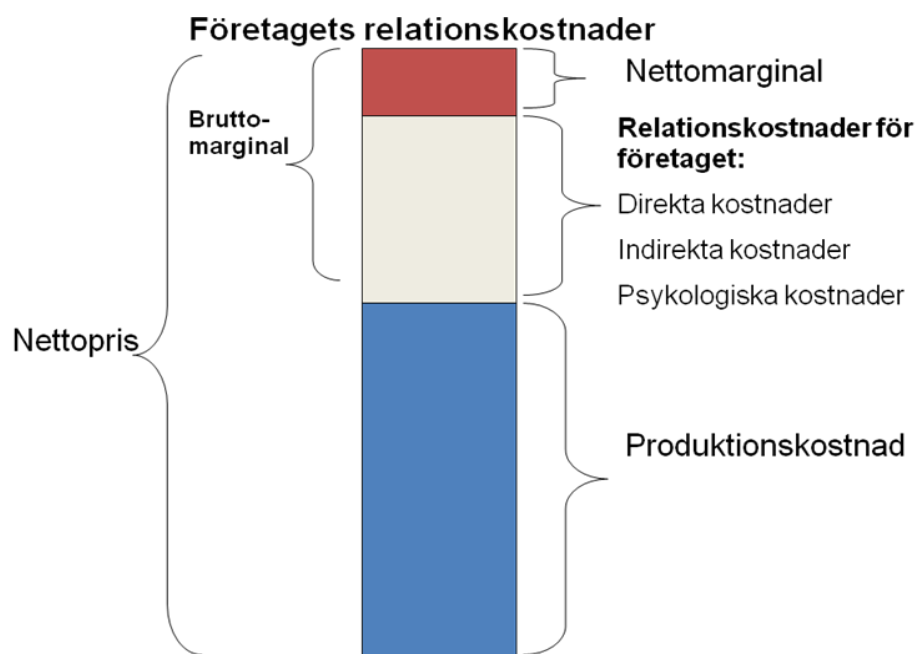 Företagets relationskostnader
Nettomarginal
Brutto-
marginal
Relationskostnader för
företaget:
Direkta kostnader
Indirekta kostnader
Psykologiska kostnader
Nettopris
Produktionskostnad